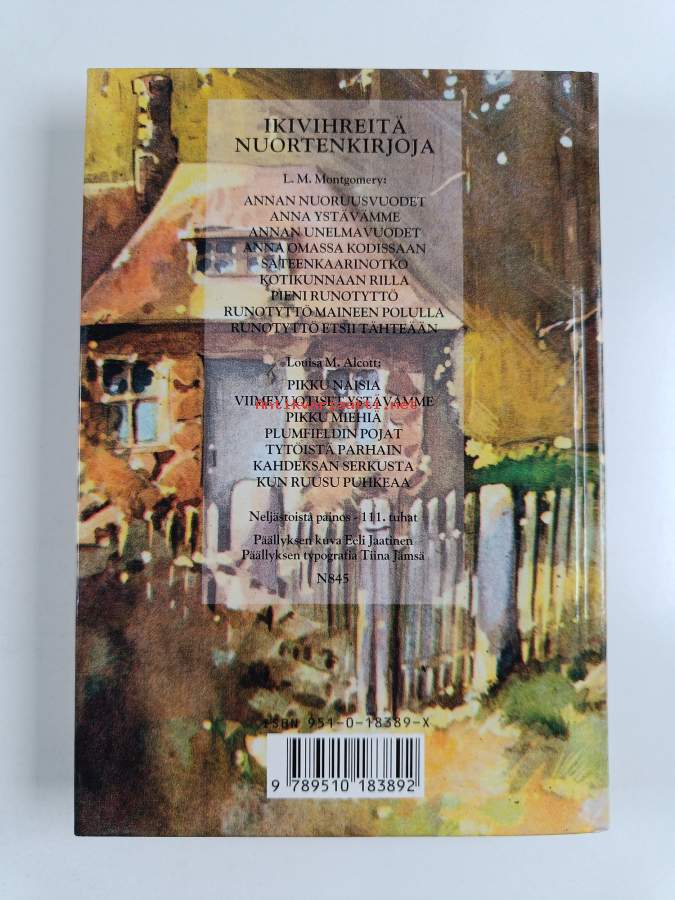 IKIVIHREITÄ
NUORTENKIRJOJA
L. M. Montgomery:
ANNAN NUORUUSVUODET
ANNA YSTÄVÄMME
ANNAN UNELMAVUODET
ANNA OMASSA KODISSAAN
SATEENKAARINOTKO
KOTIKUNNAAN RILLA
PIENI RUNOTYTTÖ
RUNOTYTTÖ MAINEEN POLULLA
RUNOTYTTÖ ETSII TÄHTEÄÄN
Louisa M. Alcott:
PIKKU NAISIA
VIIMEVUOTISET YSTÄVÄMME
antikvariaatti.net
PIKKU MIEHIÄ
PLUMFIELDIN POJAT
TYTÖISTÄ PARHAIN
KAHDEKSAN SERKUSTA
KUN RUUSU PUHKEAA
Neljästoista painos - 111. tuhat
Päällyksen kuva Eeli Jaatinen
Päällyksen typografia Tiina Jämsä
N845
ISBN 951-0-18389-X
9 789510 183892